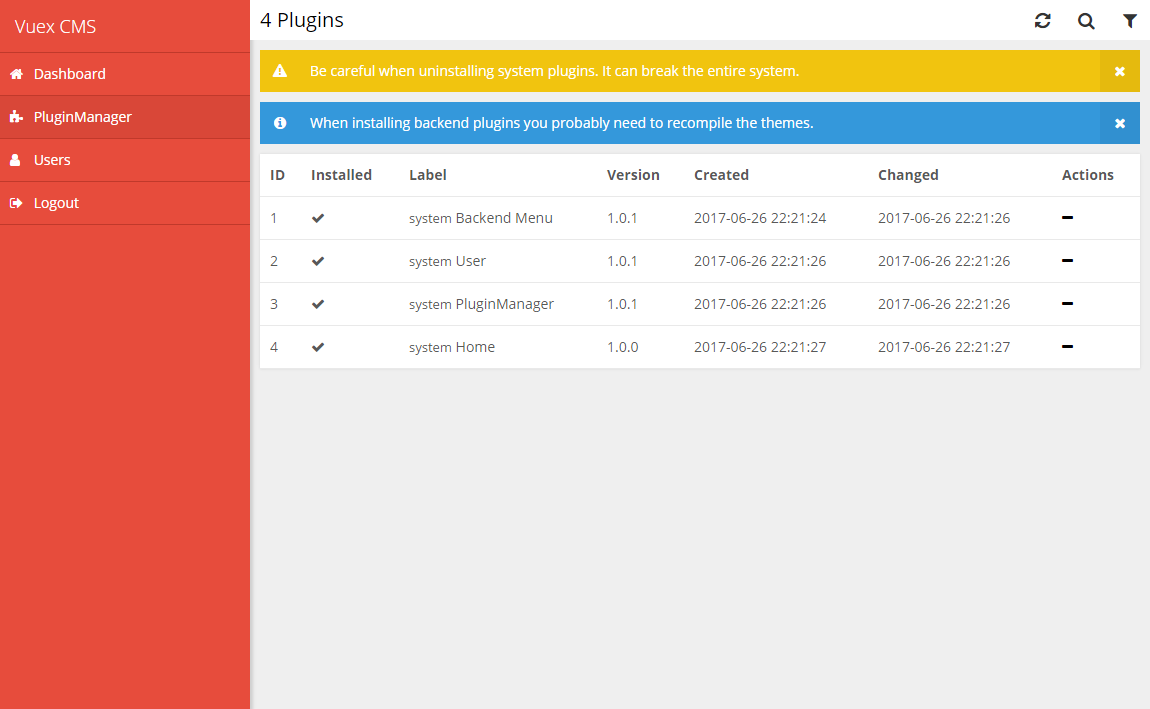 Vuex CMS
Dashboard
PluginManager
Users
Logout
4 Plugins
Be careful when uninstalling system plugins. It can break the entire system.
When installing backend plugins you probably need to recompile the themes.
ID Installed Label Version Created Changed Actions
1 system Backend Menu 1.0.1 2017-06-26 22:21:24 2017-06-26 22:21:26
2 system User 1.0.1 2017-06-26 22:21:26 2017-06-26 22:21:26
3 system PluginManager 1.0.1 2017-06-26 22:21:26 2017-06-26 22:21:26
4 system Home 1.0.0 2017-06-26 22:21:27 2017-06-26 22:21:27